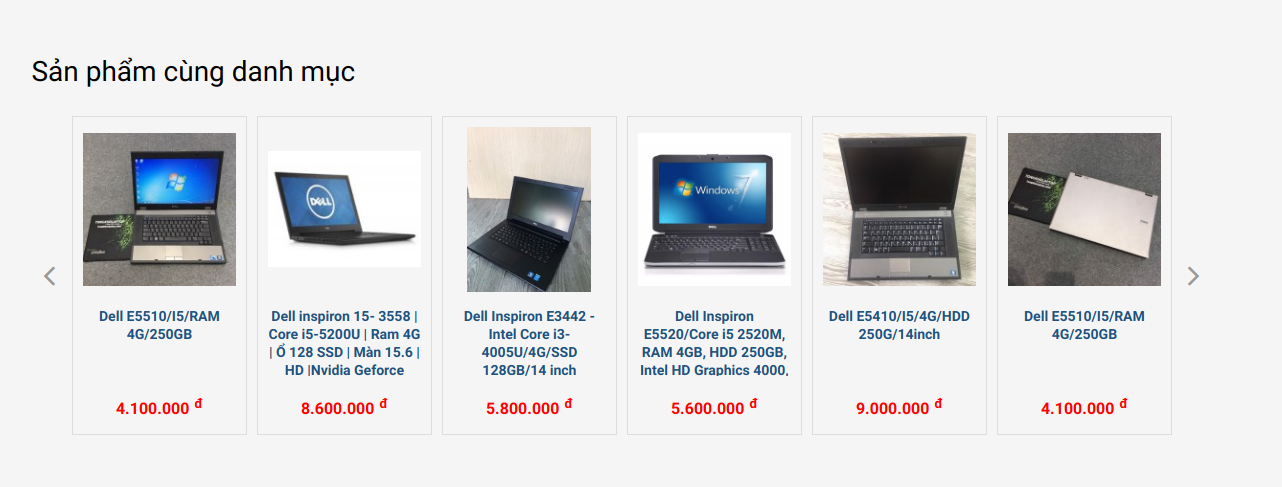 Sản phẩm cùng danh mục
DELL
Windows 7
Dell E5510/I5/RAM
4G/250GB
4.100.000 đ
Dell inspiron 15- 3558 |
Core i5-5200U | Ram 4G
| Ổ 128 SSD | Màn 15.6 |
HD |Nvidia Geforce
8.600.000 đ
Dell Inspiron E3442 -
Intel Core i3-
4005U/4G/SSD
128GB/14 inch
5.800.000 đ
Dell Inspiron
E5520/Core i5 2520M,
RAM 4GB, HDD 250GB,
Intel HD Graphics 4000,
5.600.000 đ
Dell E5410/I5/4G/HDD
250G/14inch
9.000.000 đ
Dell E5510/I5/RAM
4G/250GB
4.100.000 đ